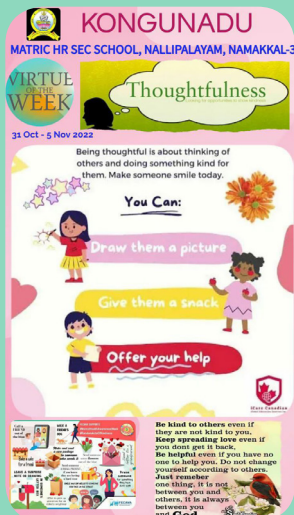 KONGUNADU
MATRIC HR SEC SCHOOL, NALLIPALAYAM, NAMAKKAL-3
VIRTUE
OF THE
WEEK
Thoughtfulness
31 Oct - 5 Nov 2022
Being thoughtful is about thinking of
others and doing something kind for
them. Make someone smile today.
You Can:
Draw them a picture
Give them a snack
Offer your help
Be kind to others even if
they are not kind to you,
Keep spreading love even if
you dont get it back,
Be helpful even if you have no
one to help you. Do not change
yourself according to others.
Just remeber
one thing, it is not
between you and
others, it is always
between you
and God